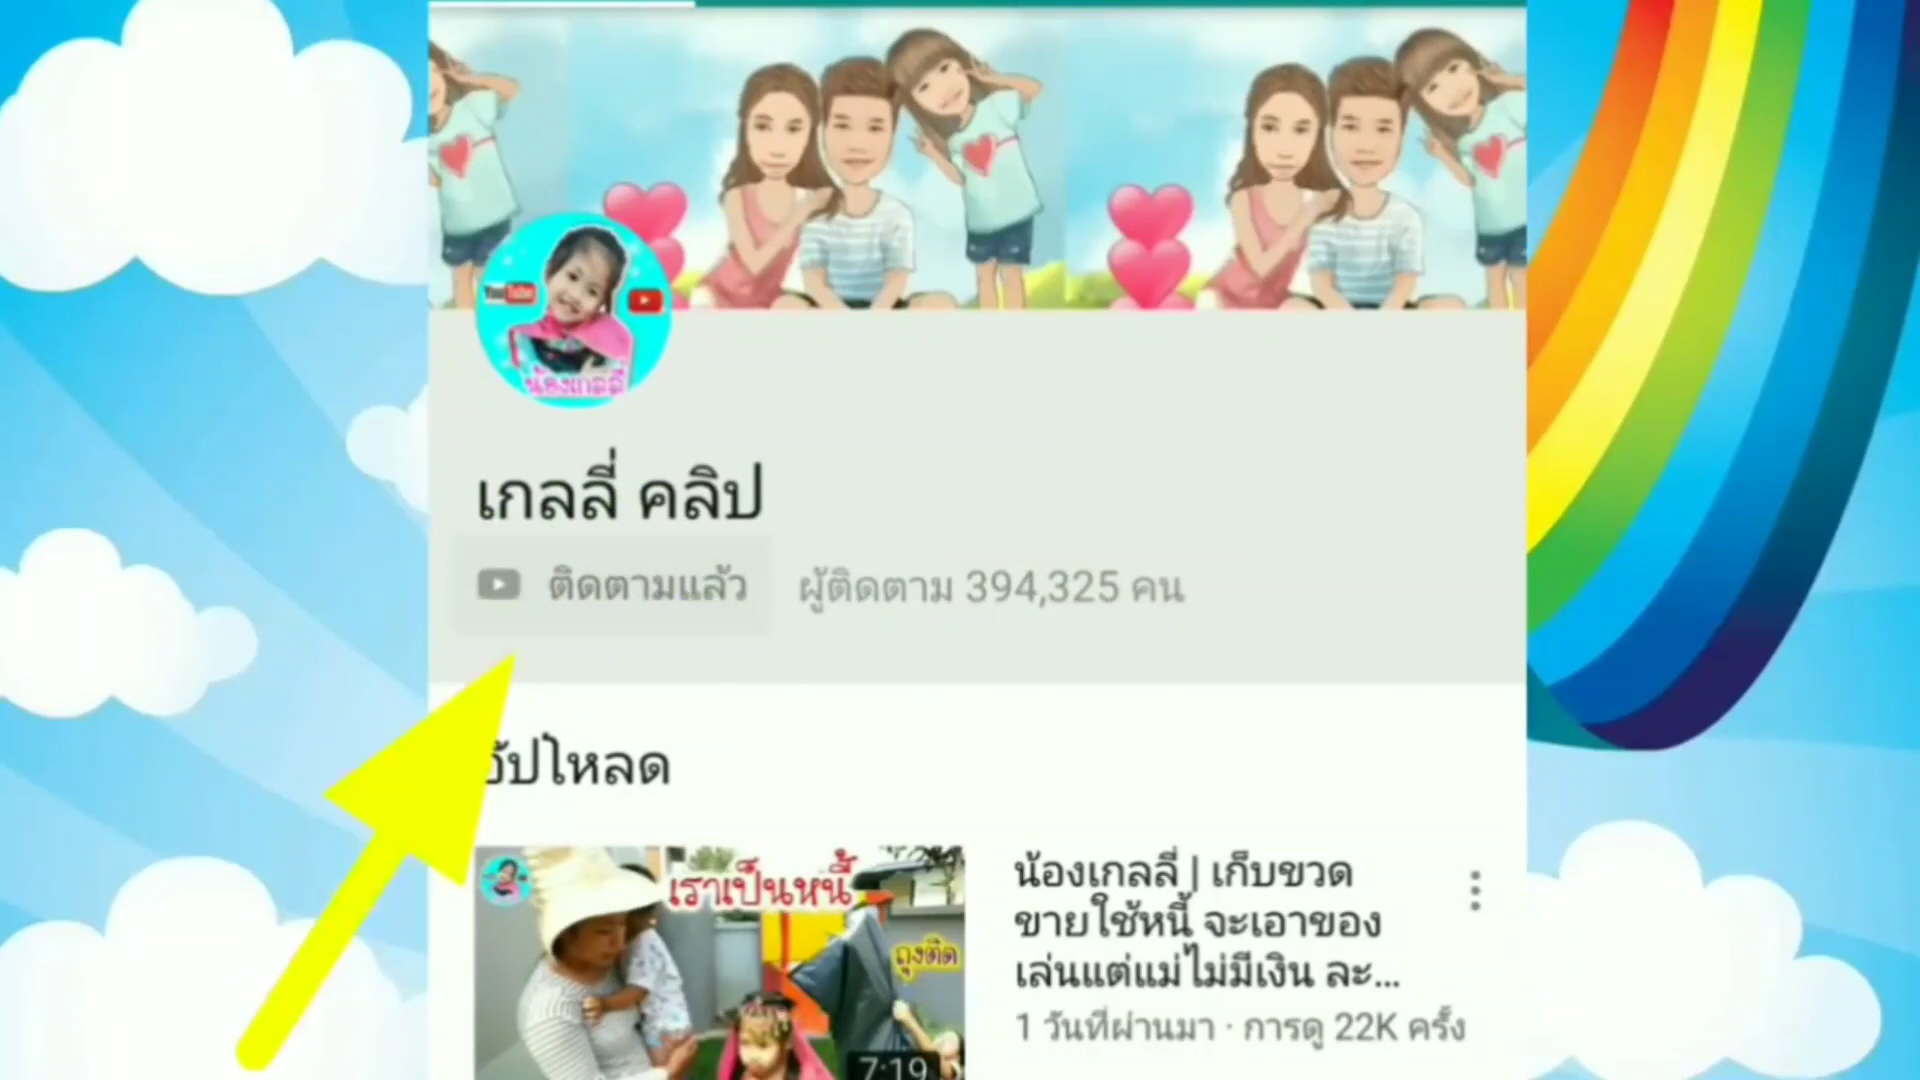 YouTube
น้องเกลลี่
เกลลี่ คลิป
ติดตามแล้ว
ผู้ติดตาม 394,325 คน
อัปโหลด
เราเป็นหนี้
ถุงติด
7:19
น้องเกลลี่ | เก็บขวด
ขายใช้หนี้ จะเอาของ
เล่นแต่แม่ไม่มีเงิน ละ...
1 วันที่ผ่านมา · การดู 22K ครั้ง